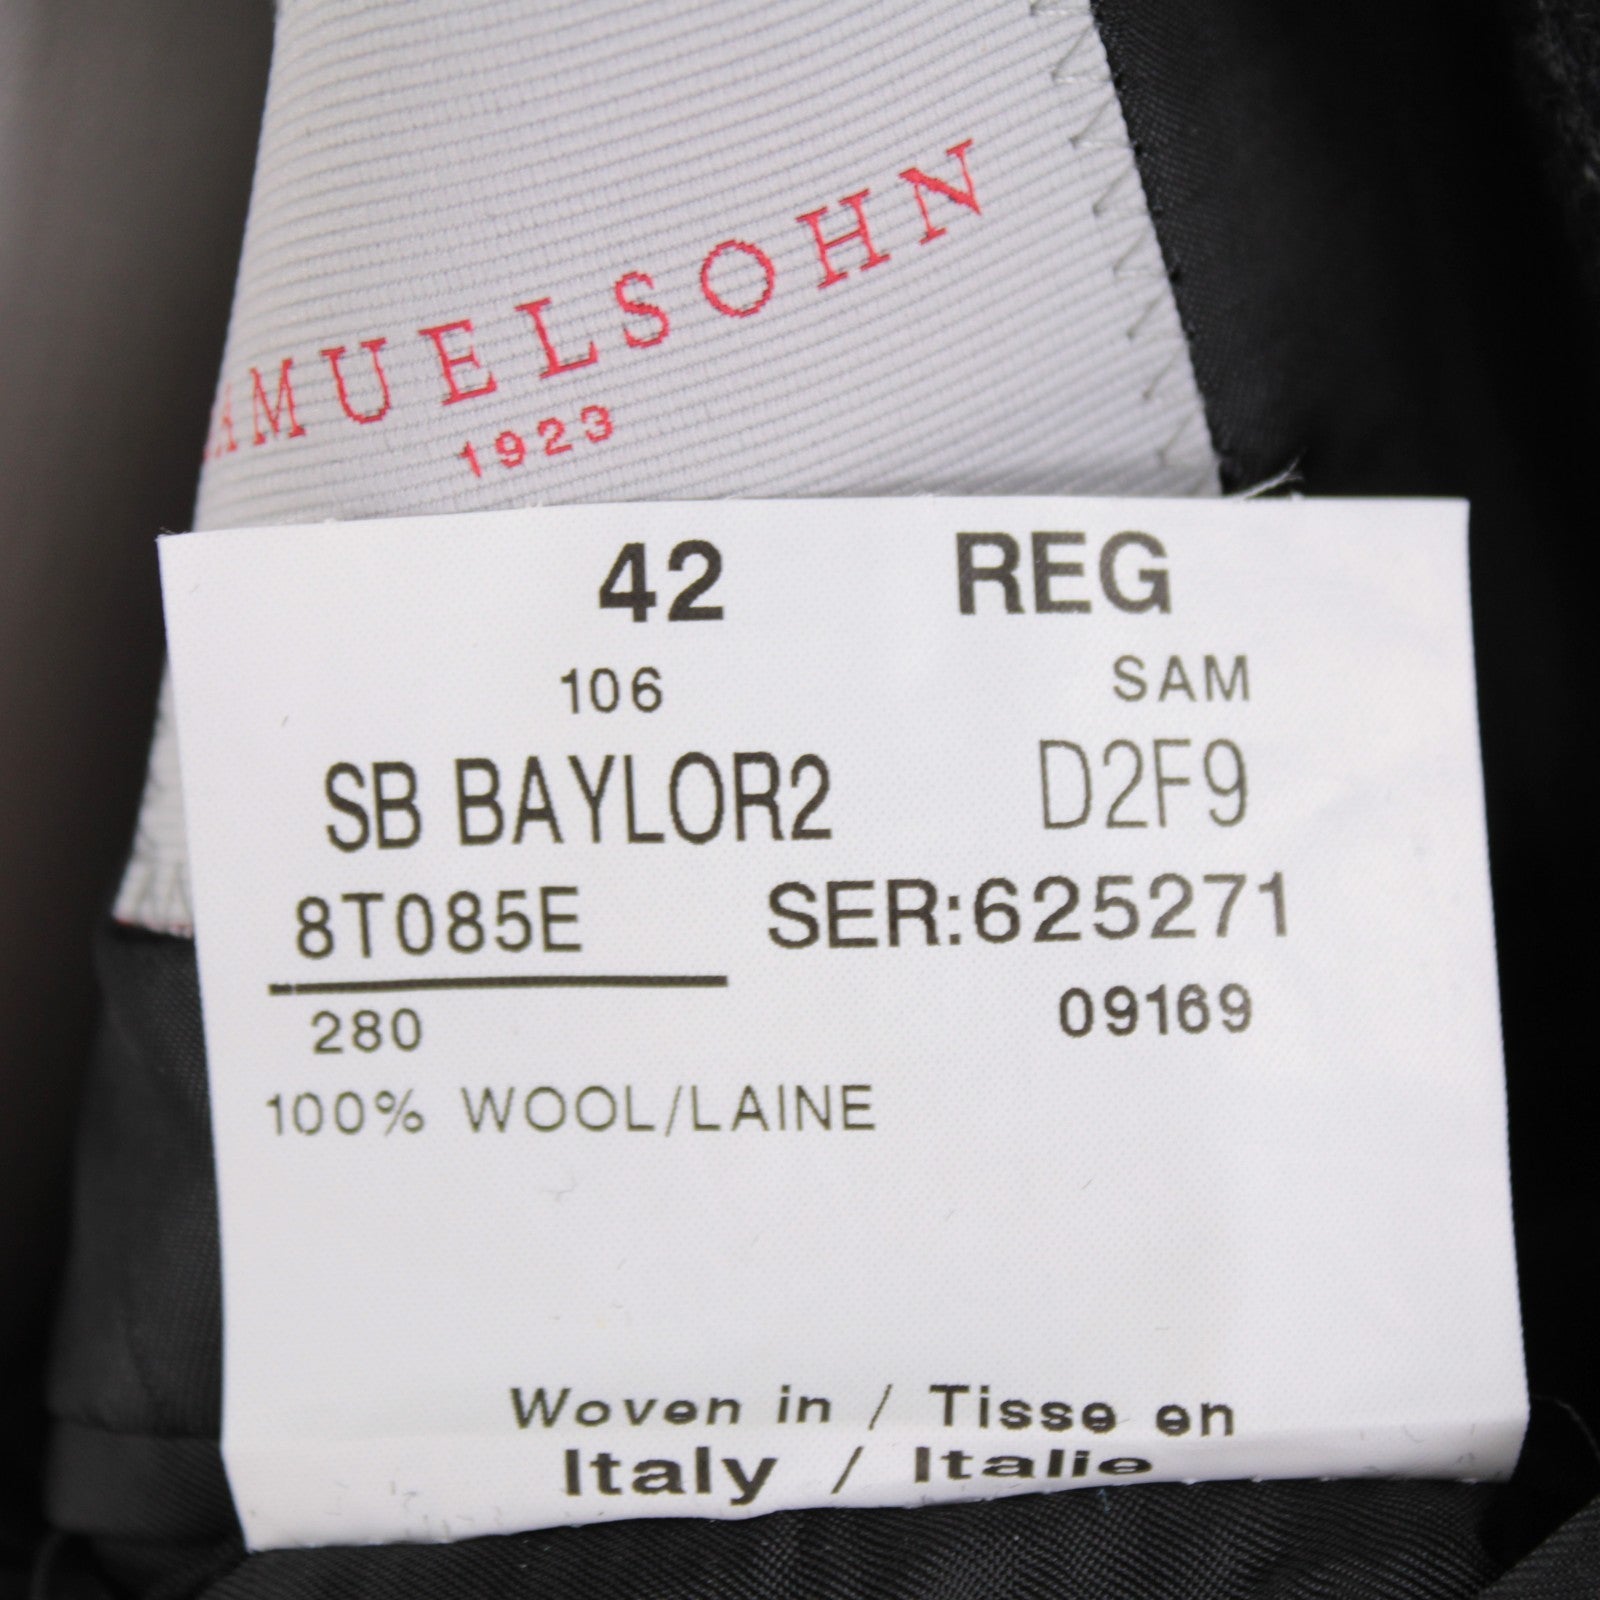 SAMUELSOHN
1923
42 REG
106 SAM
SB BAYLOR2 D2F9
8T085E SER:625271
280 09169
100% WOOL/LAINE
Woven in / Tisse en
Italy / Italie